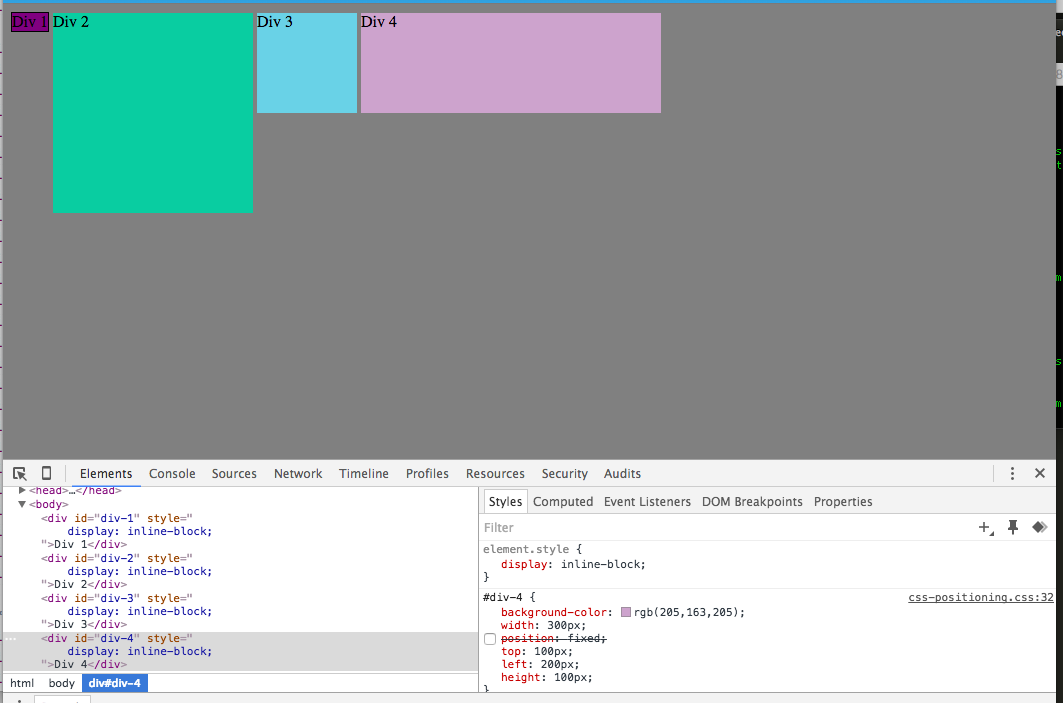 Div 1 Div 2 Div 3 Div 4
Elements Console Sources Network Timeline Profiles Resources Security Audits
▶<head>…</head>
▼<body>
<div id="div-1" style="
display: inline-block;
">Div 1</div>
<div id="div-2" style="
display: inline-block;
">Div 2</div>
<div id="div-3" style="
display: inline-block;
">Div 3</div>
<div id="div-4" style="
display: inline-block;
">Div 4</div>
html body div#div-4
Styles Computed Event Listeners DOM Breakpoints Properties
Filter
element.style {
display: inline-block;
}
#div-4 { css-positioning.css:32
background-color: rgb(205,163,205);
width: 300px;
position: fixed;
top: 100px;
left: 200px;
height: 100px;
}